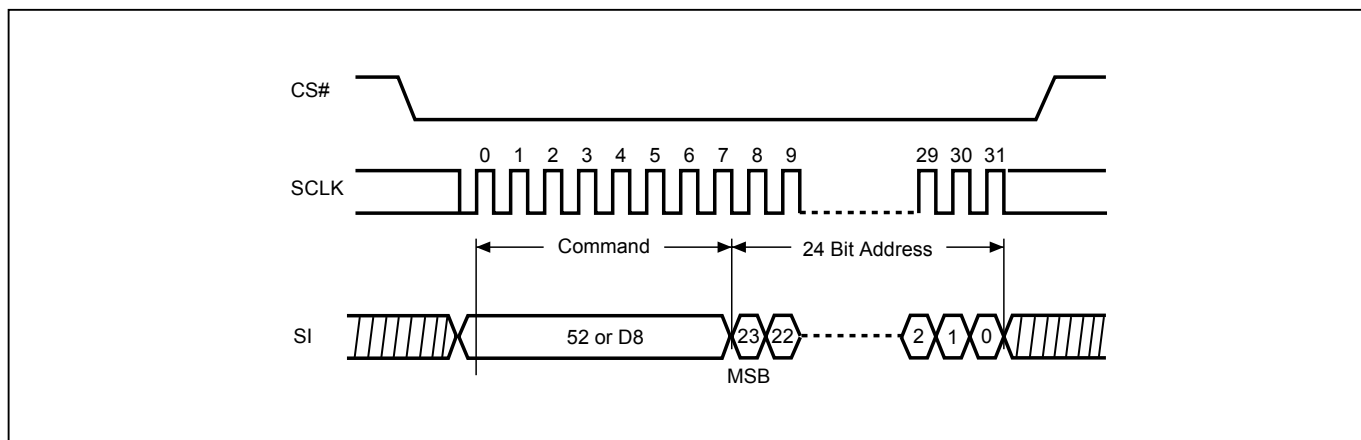 CS#
0 1 2 3 4 5 6 7 8 9 29 30 31
SCLK
Command 24 Bit Address
SI 52 or D8 23 22 2 1 0
MSB